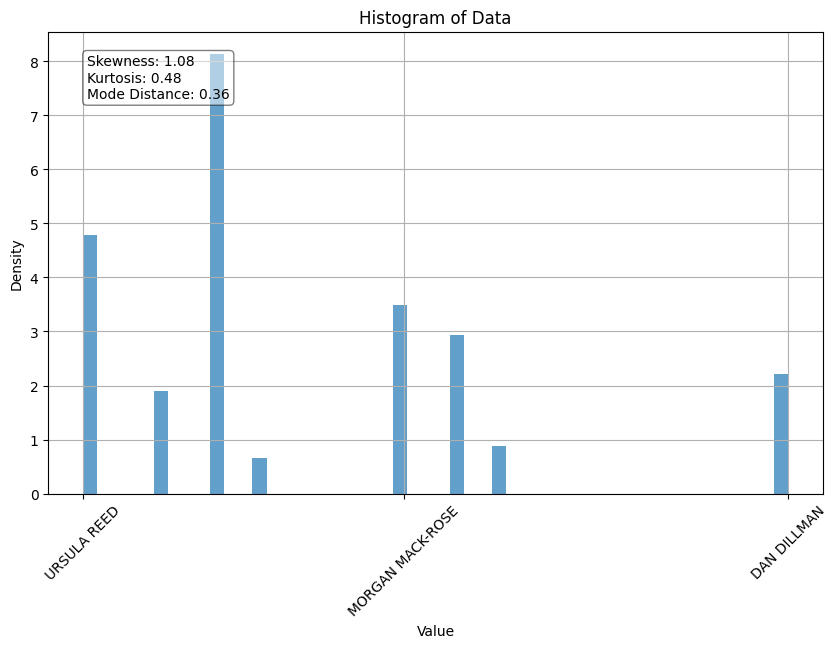 Histogram of Data
Skewness: 1.08
Kurtosis: 0.48
Mode Distance: 0.36
8
7
6
5
4
3
2
1
0
Density
URSULA REED
MORGAN MACK-ROSE
DAN DILLMAN
Value